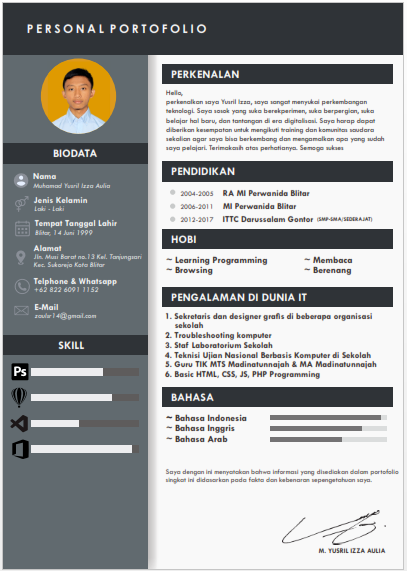 PERSONAL PORTOFOLIO
BIODATA
Nama
Muhamad Yusril Izza Aulia
Jenis Kelamin
Laki - Laki
Tempat Tanggal Lahir
Blitar, 14 Juni 1999
Alamat
Jln. Musi Barat no.13 Kel. Tanjungsari
Kec. Sukorejo Kota Blitar
Telphone & Whatsapp
+62 822 6091 1152
E-Mail
zaulir14@gmail.com
SKILL
Ps
PERKENALAN
Hello,
perkenalkan saya Yusril Izza, saya sangat menyukai perkembangan
teknologi. Saya sosok yang suka berekperimen, suka berpergian, suka
belajar hal baru, dan tantangan di era digitalisasi. Saya harap dapat
diberikan kesempatan untuk mengikuti training dan komunitas saudara
sekalian agar saya bisa berkembang dan mengamalkan apa yang sudah
saya pelajari. Terimakasih atas perhatianya. Semoga sukses
PENDIDIKAN
2004-2005 RA MI Perwanida Blitar
2006-2011 MI Perwanida Blitar
2012-2017 ITTC Darussalam Gontor (SMP-SMA/SEDERAJAT)
HOBI
~ Learning Programming ~ Membaca
~ Browsing ~ Berenang
PENGALAMAN DI DUNIA IT
1. Sekretaris dan designer grafis di beberapa organisasi
sekolah
2. Troubleshooting komputer
3. Staf Laboratorium Sekolah
4. Teknisi Ujian Nasional Berbasis Komputer di Sekolah
5. Guru TIK MTS Madinatunnajah & MA Madinatunnajah
6. Basic HTML, CSS, JS, PHP Programming
BAHASA
~ Bahasa Indonesia
~ Bahasa Inggris
~ Bahasa Arab
Saya dengan ini menyatakan bahwa informasi yang disediakan dalam portofolio
singkat ini didasarkan pada fakta dan kebenaran sepengetahuan saya.
M. YUSRIL IZZA AULIA